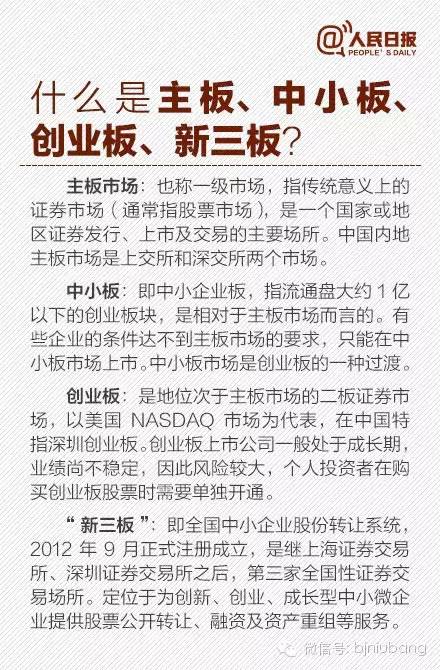 @人民日报
PEOPLE'S DAILY
什么是主板、中小板、
创业板、新三板?
主板市场：也称一级市场，指传统意义上的
证券市场（通常指股票市场），是一个国家或地
区证券发行、上市及交易的主要场所。中国内地
主板市场是上交所和深交所两个市场。
中小板：即中小企业板，指流通盘大约 1 亿
以下的创业板块，是相对于主板市场而言的。有
些企业的条件达不到主板市场的要求，只能在中
小板市场上市。中小板市场是创业板的一种过渡。
创业板：是地位次于主板市场的二板证券市
场，以美国 NASDAQ 市场为代表，在中国特
指深圳创业板。创业板上市公司一般处于成长期，
业绩尚不稳定，因此风险较大，个人投资者在购
买创业板股票时需要单独开通。
“新三板”：即全国中小企业股份转让系统，
2012 年 9 月正式注册成立，是继上海证券交易
所、深圳证券交易所之后，第三家全国性证券交
易场所。定位于为创新、创业、成长型中小微企
业提供股票公开转让、融资及资产重组等服务。
微信号: bjniubang